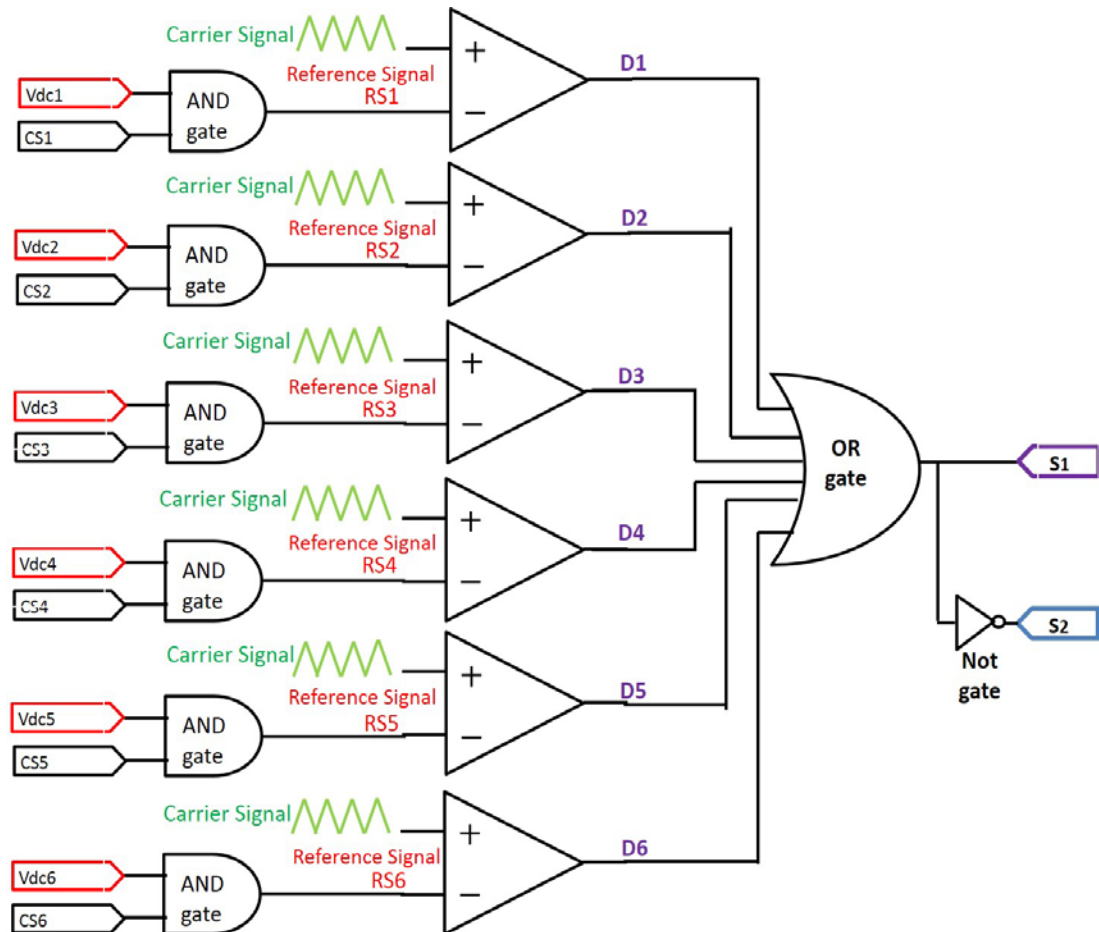 Carrier Signal
Reference Signal
RS1
Vdc1
CS1
AND
gate
+
−
D1
Carrier Signal
Reference Signal
RS2
Vdc2
CS2
AND
gate
+
−
D2
Carrier Signal
Reference Signal
RS3
Vdc3
CS3
AND
gate
+
−
D3
Carrier Signal
Reference Signal
RS4
Vdc4
CS4
AND
gate
+
−
D4
Carrier Signal
Reference Signal
RS5
Vdc5
CS5
AND
gate
+
−
D5
Carrier Signal
Reference Signal
RS6
Vdc6
CS6
AND
gate
+
−
D6
OR
gate
S1
S2
Not
gate